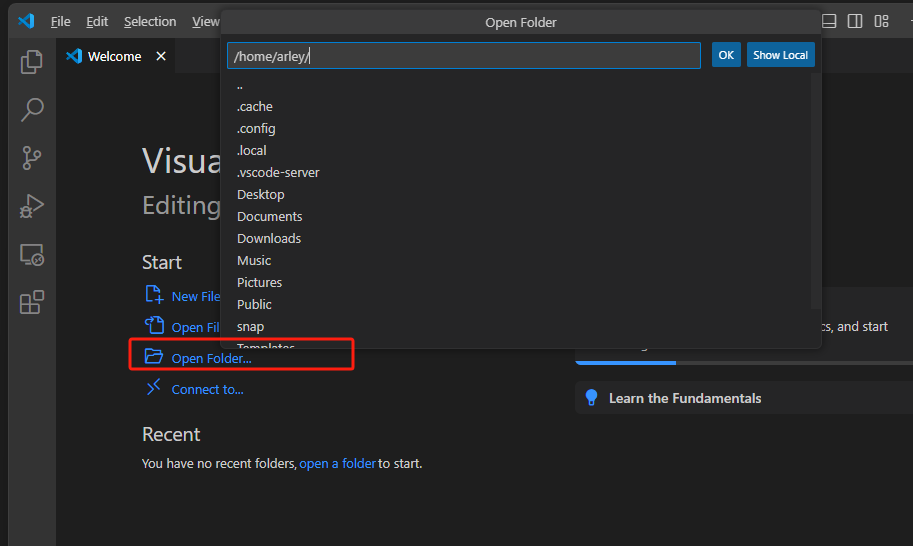 File Edit Selection View
Open Folder
/home/arley/
OK
Show Local
Welcome
..
.cache
.config
.local
.vscode-server
Desktop
Documents
Downloads
Music
Pictures
Public
snap
Templates
Visua
Editing
Start
New File
Open Fil
Open Folder...
Connect to...
Recent
You have no recent folders, open a folder to start.
cs, and start
Learn the Fundamentals